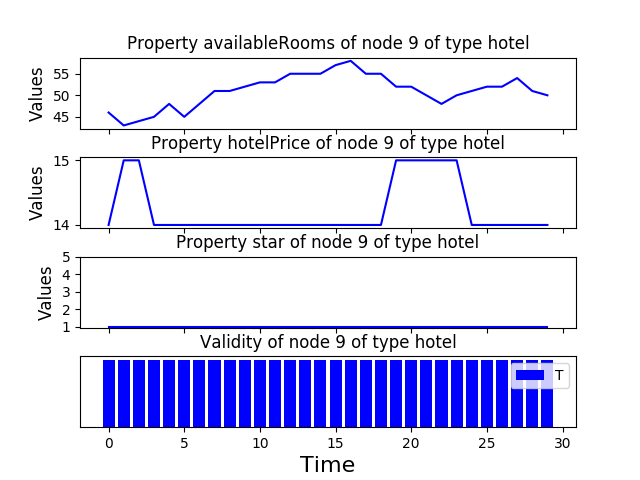 Property availableRooms of node 9 of type hotel
Values
55
50
45
Property hotelPrice of node 9 of type hotel
Values
15
14
Property star of node 9 of type hotel
Values
5
4
3
2
1
Validity of node 9 of type hotel
T
0 5 10 15 20 25 30
Time